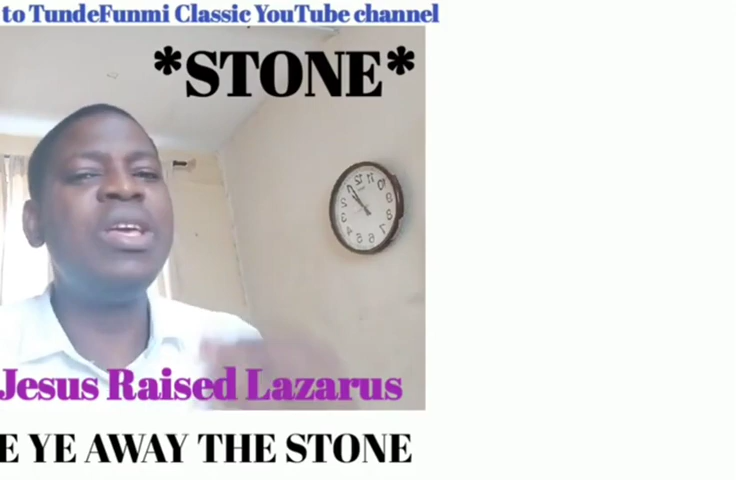 to TundeFunmi Classic YouTube channel
*STONE*
Jesus Raised Lazarus
E YE AWAY THE STONE